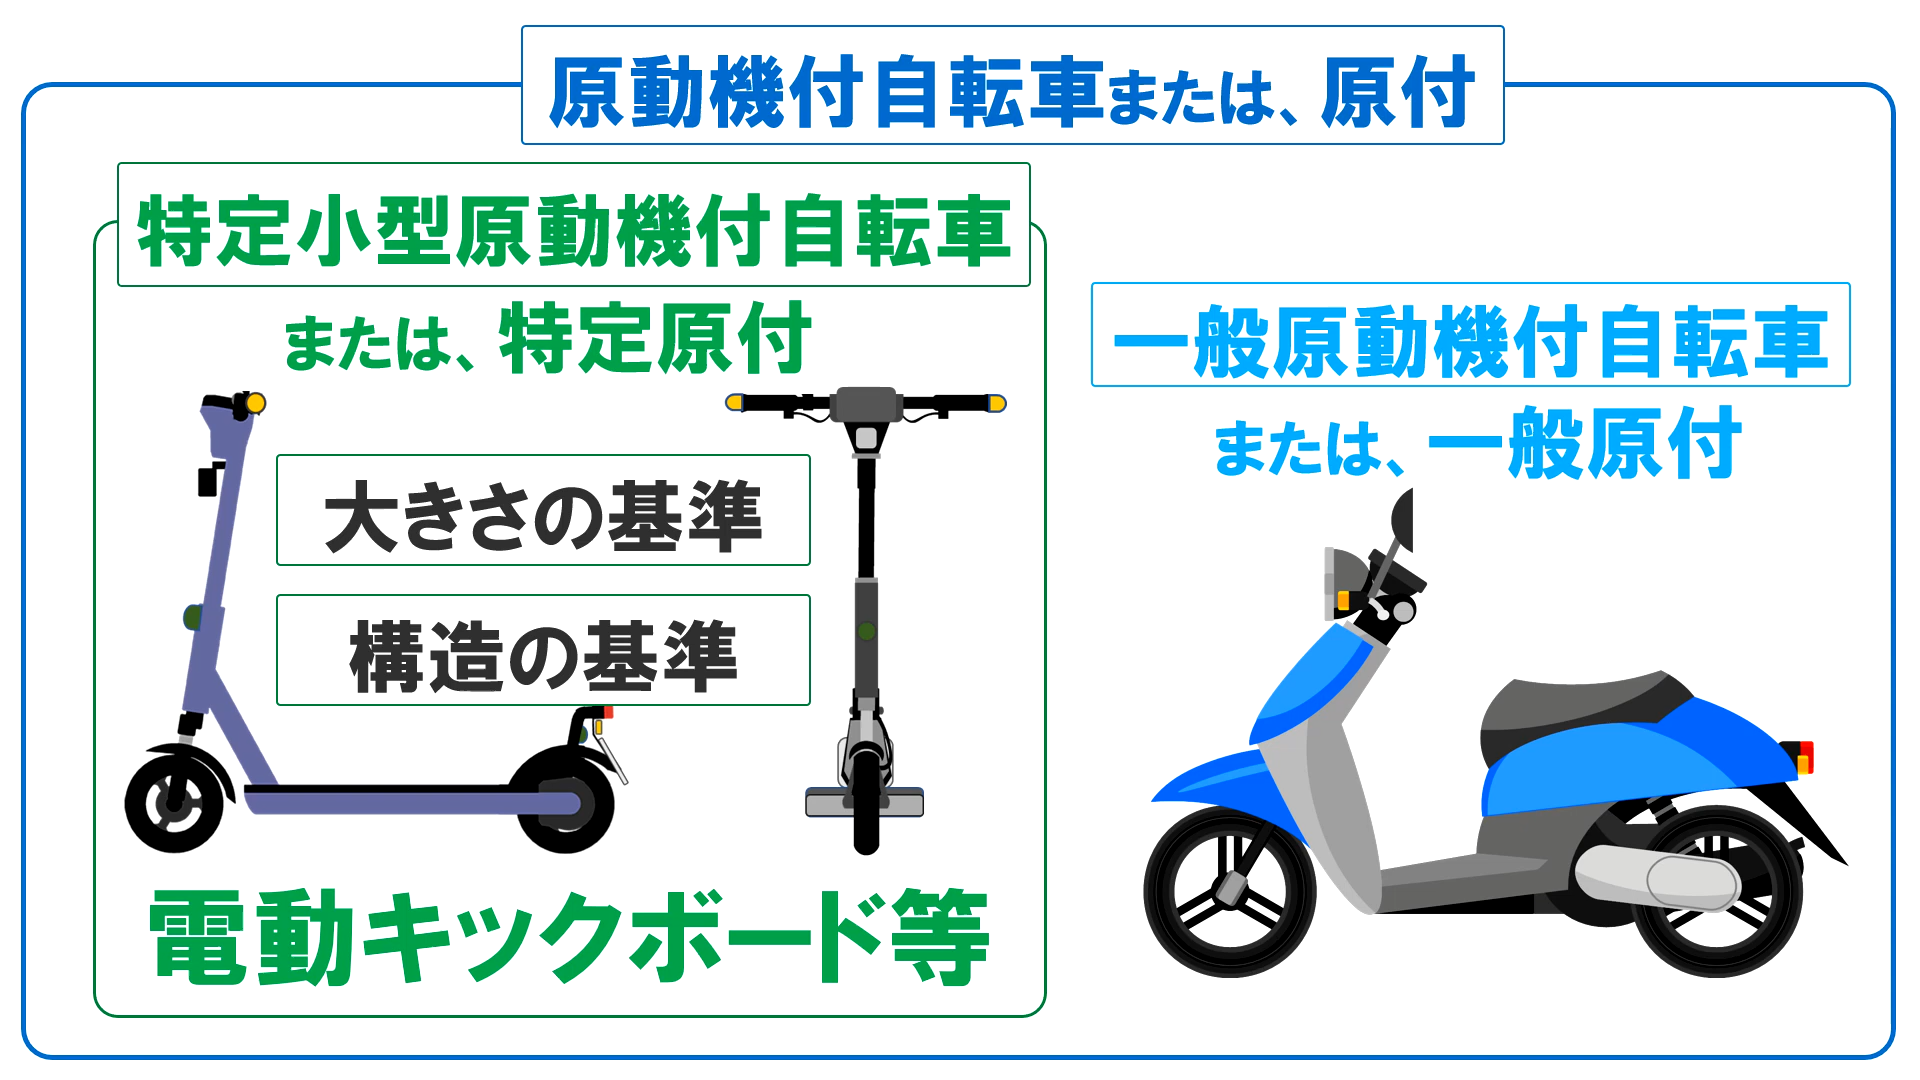 原動機付自転車または、原付
特定小型原動機付自転車
または、特定原付
一般原動機付自転車
または、一般原付
大きさの基準
構造の基準
電動キックボード等